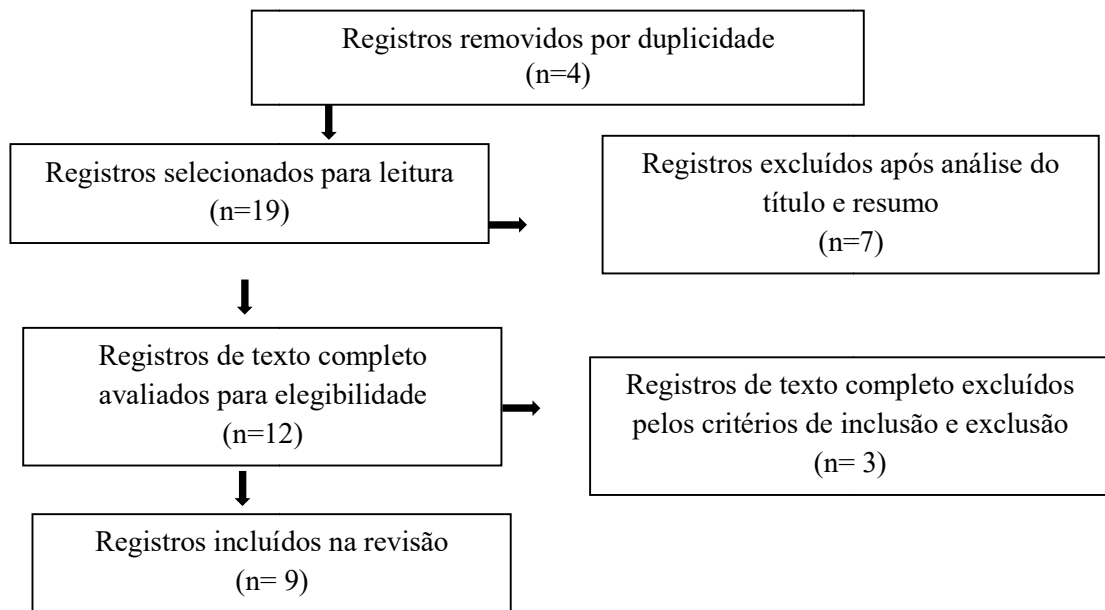 Registros removidos por duplicidade
(n=4)
Registros selecionados para leitura
(n=19)
Registros excluídos após análise do
título e resumo
(n=7)
Registros de texto completo
avaliados para elegibilidade
(n=12)
Registros de texto completo excluídos
pelos critérios de inclusão e exclusão
(n= 3)
Registros incluídos na revisão
(n= 9)